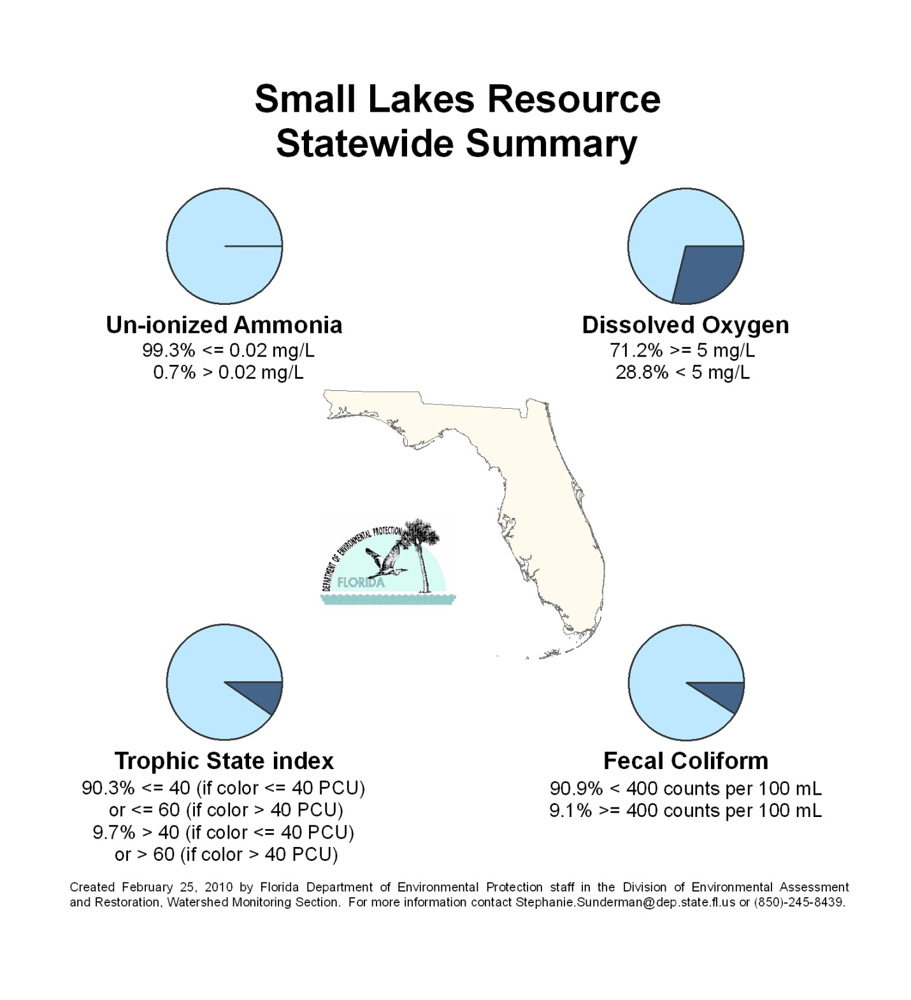 Small Lakes Resource
Statewide Summary
Un-ionized Ammonia
99.3% <= 0.02 mg/L
0.7% > 0.02 mg/L
Dissolved Oxygen
71.2% >= 5 mg/L
28.8% < 5 mg/L
DEPARTMENT OF ENVIRONMENTAL PROTECTION
FLORIDA
Trophic State index
90.3% <= 40 (if color <= 40 PCU)
or <= 60 (if color > 40 PCU)
9.7% > 40 (if color <= 40 PCU)
or > 60 (if color > 40 PCU)
Fecal Coliform
90.9% < 400 counts per 100 mL
9.1% >= 400 counts per 100 mL
Created February 25, 2010 by Florida Department of Environmental Protection staff in the Division of Environmental Assessment
and Restoration, Watershed Monitoring Section. For more information contact Stephanie.Sunderman@dep.state.fl.us or (850)-245-8439.